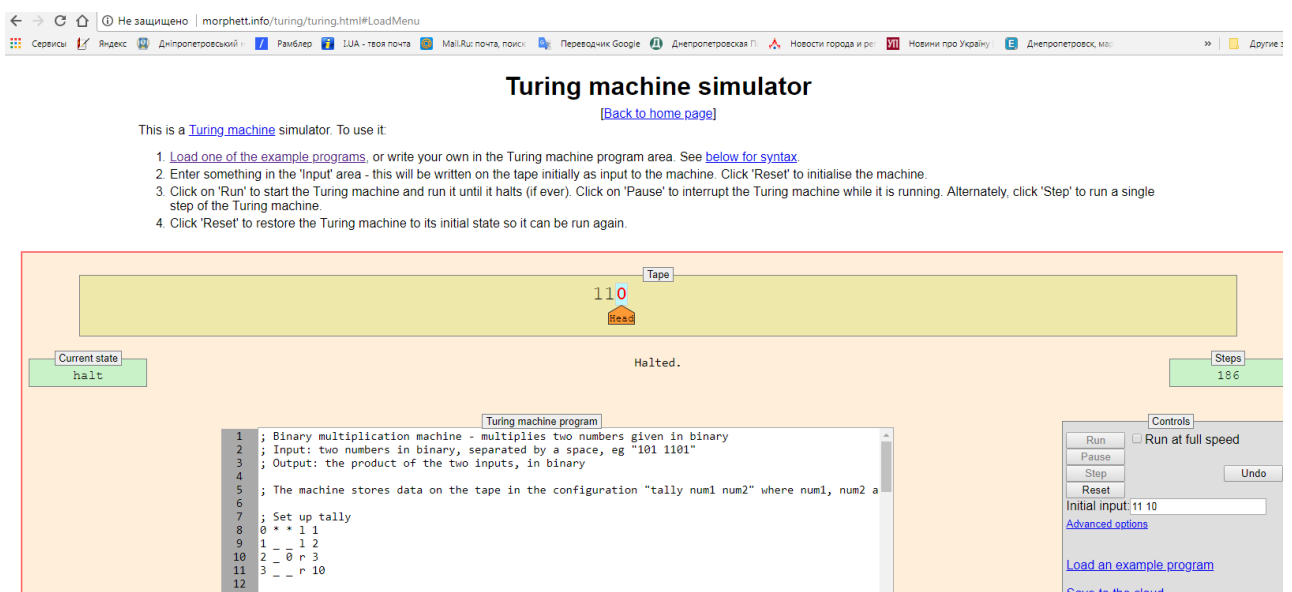 Не защищено | morphett.info/turing/turing.html#LoadMenu
Сервисы Яндекс Дніпропетровський Рамблер I.UA - твоя почта Mail.Ru: почта, поиск Переводчик Google Днепропетровская П Новости города и рег Новини про Україну Днепропетровск, мар » Другие з
Turing machine simulator
[Back to home page]
This is a Turing machine simulator. To use it:
1. Load one of the example programs, or write your own in the Turing machine program area. See below for syntax.
2. Enter something in the 'Input' area - this will be written on the tape initially as input to the machine. Click 'Reset' to initialise the machine.
3. Click on 'Run' to start the Turing machine and run it until it halts (if ever). Click on 'Pause' to interrupt the Turing machine while it is running. Alternately, click 'Step' to run a single
step of the Turing machine.
4. Click 'Reset' to restore the Turing machine to its initial state so it can be run again.
Tape
110
Head
Current state
halt
Halted.
Steps
186
Turing machine program
1 ; Binary multiplication machine - multiplies two numbers given in binary
2 ; Input: two numbers in binary, separated by a space, eg "101 1101"
3 ; Output: the product of the two inputs, in binary
4
5 ; The machine stores data on the tape in the configuration "tally num1 num2" where num1, num2 a
6
7 ; Set up tally
8 0 * * l 1
9 1 _ _ l 2
10 2 _ 0 r 3
11 3 _ _ r 10
12
Controls
Run Run at full speed
Pause
Step Undo
Reset
Initial input: 11 10
Advanced options
Load an example program
Save to the cloud